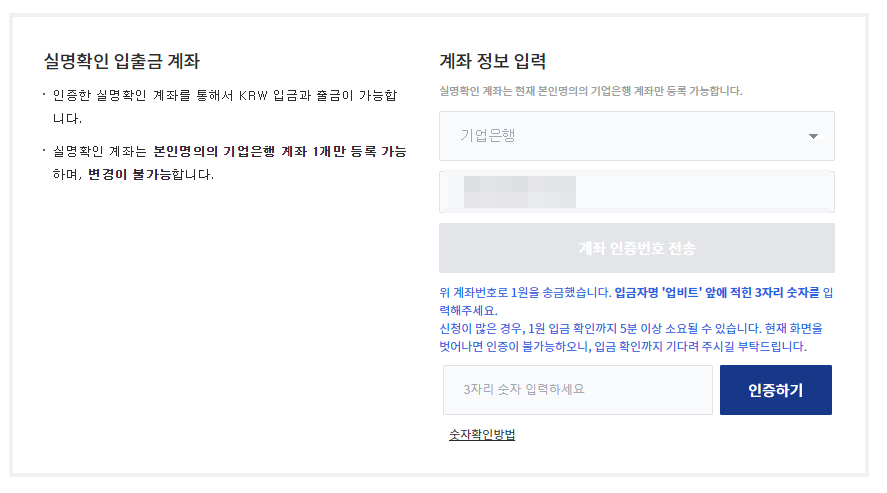 실명확인 입출금 계좌
· 인증한 실명확인 계좌를 통해서 KRW 입금과 출금이 가능합
니다.
· 실명확인 계좌는 본인명의의 기업은행 계좌 1개만 등록 가능
하며, 변경이 불가능합니다.
계좌 정보 입력
실명확인 계좌는 현재 본인명의의 기업은행 계좌만 등록 가능합니다.
기업은행
계좌 인증번호 전송
위 계좌번호로 1원을 송금했습니다. 입금자명 '업비트' 앞에 적힌 3자리 숫자를 입
력해주세요.
신청이 많은 경우, 1원 입금 확인까지 5분 이상 소요될 수 있습니다. 현재 화면을
벗어나면 인증이 불가능하오니, 입금 확인까지 기다려 주시길 부탁드립니다.
3자리 숫자 입력하세요
인증하기
숫자확인방법